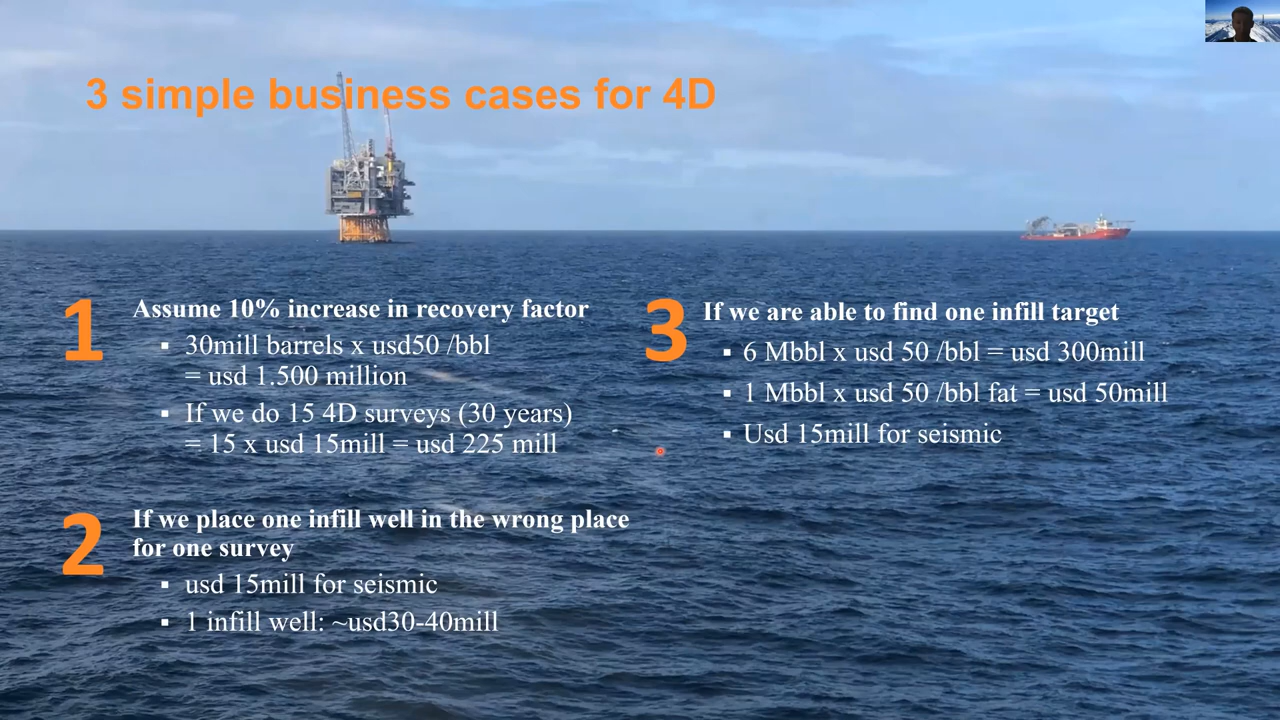 3 simple business cases for 4D
1
Assume 10% increase in recovery factor
▪ 30mill barrels x usd50 /bbl
= usd 1.500 million
▪ If we do 15 4D surveys (30 years)
= 15 x usd 15mill = usd 225 mill
2
If we place one infill well in the wrong place
for one survey
▪ usd 15mill for seismic
▪ 1 infill well: ~usd30-40mill
3
If we are able to find one infill target
▪ 6 Mbbl x usd 50 /bbl = usd 300mill
▪ 1 Mbbl x usd 50 /bbl fat = usd 50mill
▪ Usd 15mill for seismic